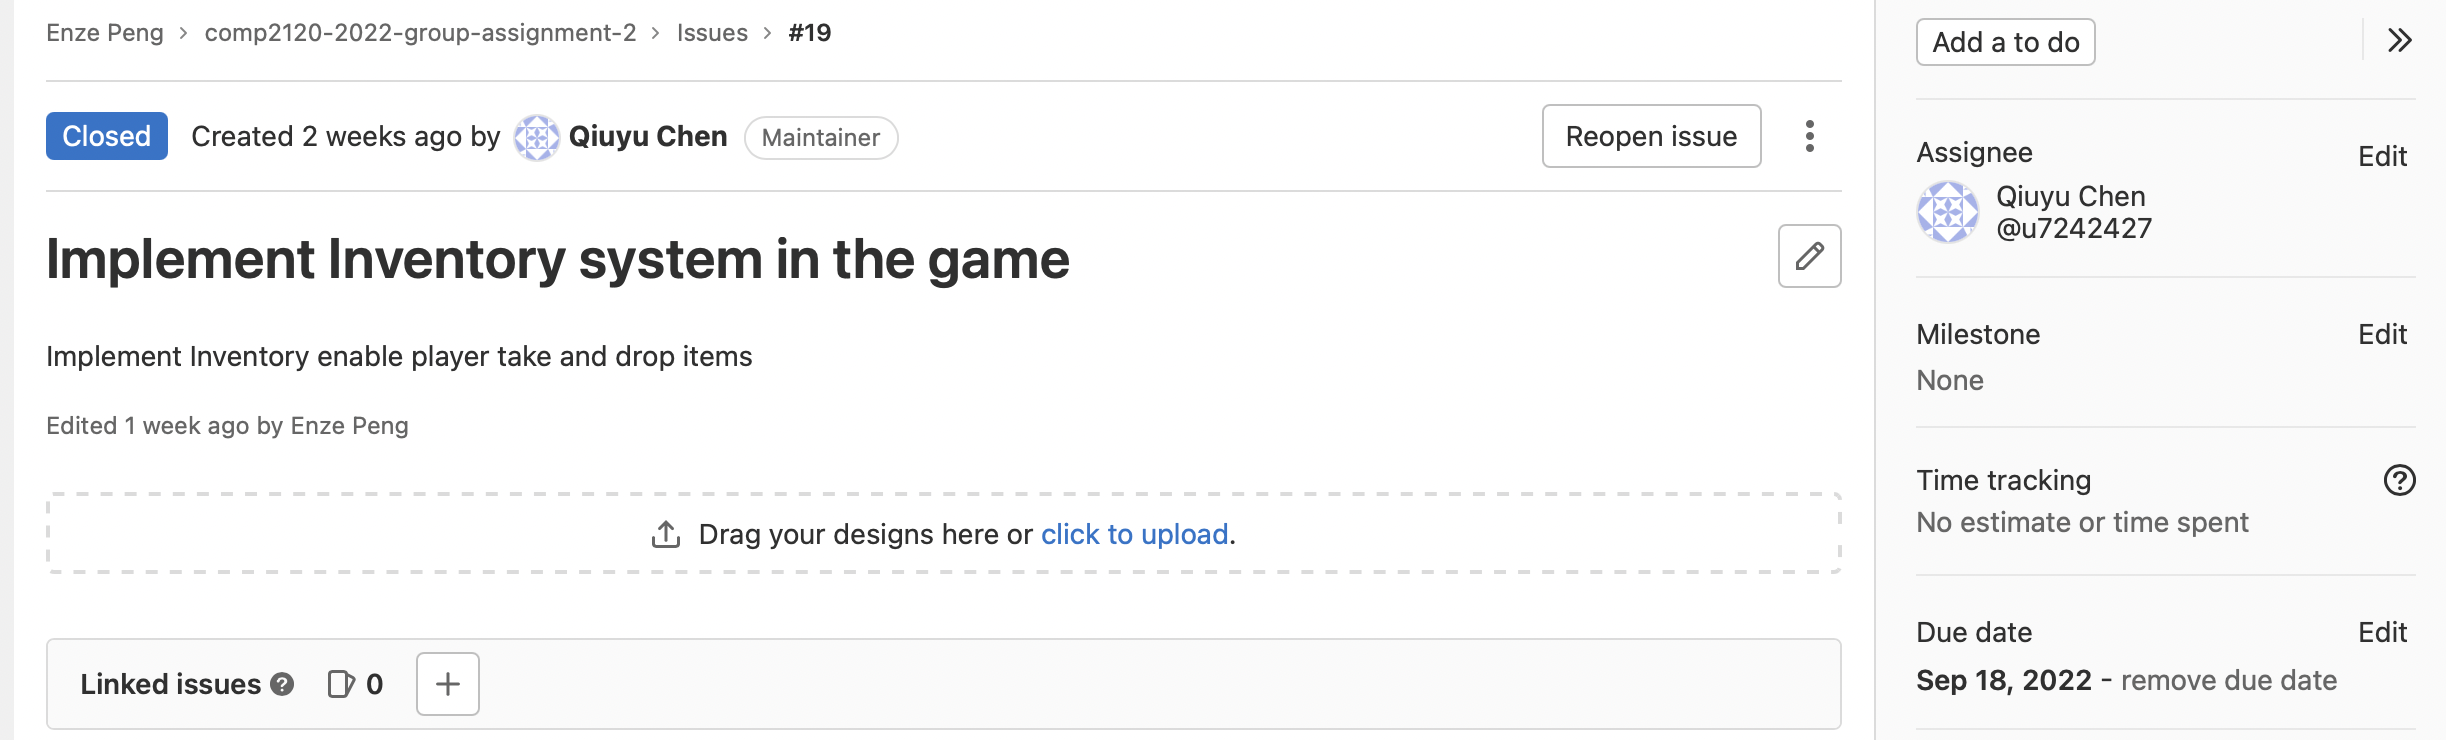 Enze Peng > comp2120-2022-group-assignment-2 > Issues > #19
Closed Created 2 weeks ago by Qiuyu Chen Maintainer Reopen issue
Implement Inventory system in the game
Implement Inventory enable player take and drop items
Edited 1 week ago by Enze Peng
Drag your designs here or click to upload.
Linked issues ? 0 +
Add a to do
Assignee Edit
Qiuyu Chen
@u7242427
Milestone Edit
None
Time tracking ?
No estimate or time spent
Due date Edit
Sep 18, 2022 - remove due date